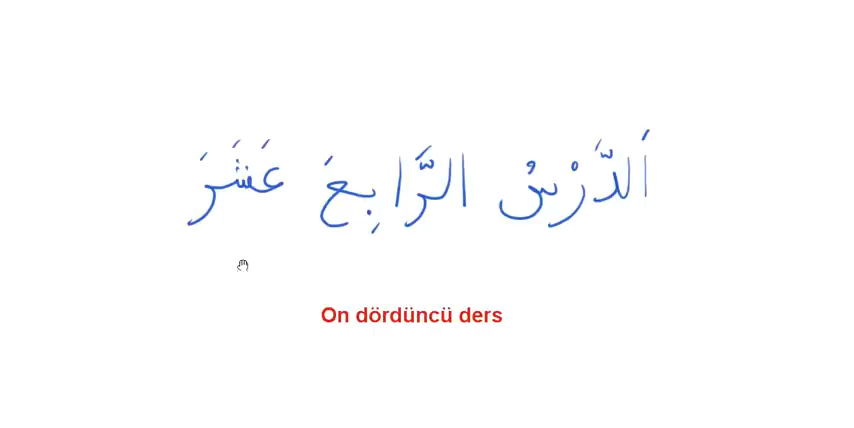 اَلدَّرْسُ الرَّابِعَ عَشَرَ
On dördüncü ders